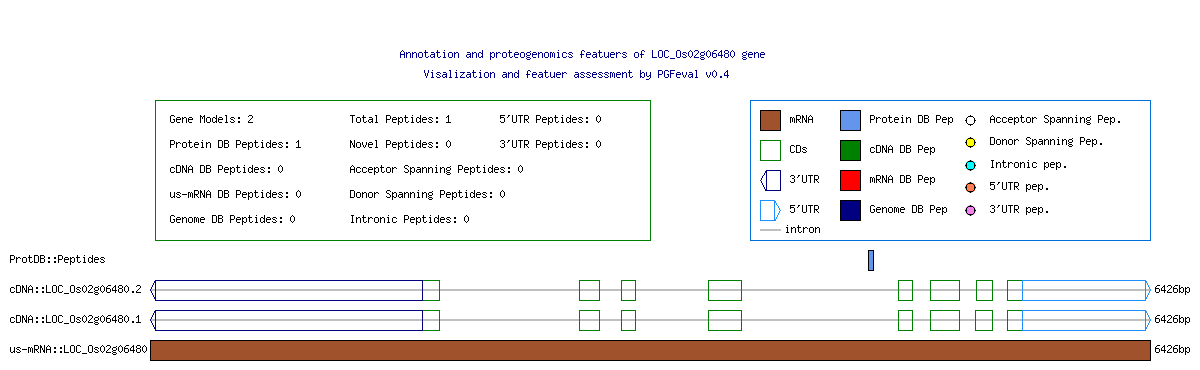 Annotation and proteogenomics featuers of LOC_Os02g06480 gene
Visalization and featuer assessment by PGFeval v0.4
Gene Models: 2 Total Peptides: 1 5'UTR Peptides: 0
Protein DB Peptides: 1 Novel Peptides: 0 3'UTR Peptides: 0
cDNA DB Peptides: 0 Acceptor Spanning Peptides: 0
us-mRNA DB Peptides: 0 Donor Spanning Peptides: 0
Genome DB Peptides: 0 Intronic Peptides: 0
mRNA Protein DB Pep Acceptor Spanning Pep.
CDs cDNA DB Pep Donor Spanning Pep.
3'UTR mRNA DB Pep Intronic pep.
5'UTR Genome DB Pep 5'UTR pep.
intron 3'UTR pep.
ProtDB::Peptides
cDNA::LOC_Os02g06480.2 6426bp
cDNA::LOC_Os02g06480.1 6426bp
us-mRNA::LOC_Os02g06480 6426bp